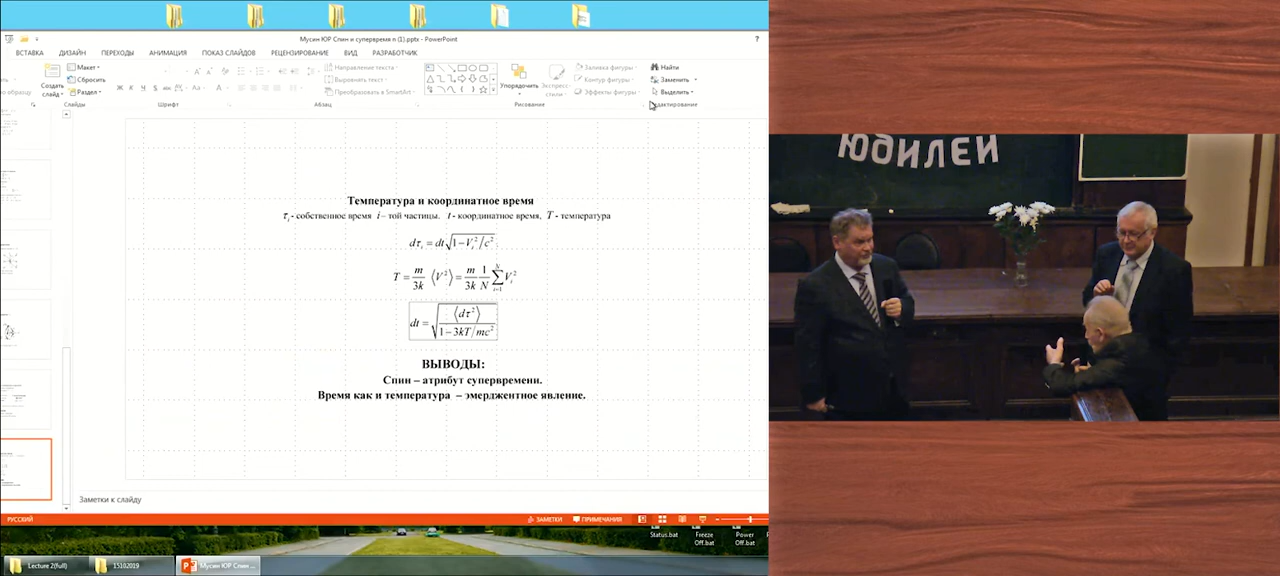 Мусин ЮР Спин и супервремя п (1).pptx - PowerPoint
?
ВСТАВКА ДИЗАЙН ПЕРЕХОДЫ АНИМАЦИЯ ПОКАЗ СЛАЙДОВ РЕЦЕНЗИРОВАНИЕ ВИД РАЗРАБОТЧИК
Макет
Сбросить
Раздел
Создать
слайд
по образцу
Слайды
Шрифт
Направление текста
Выровнять текст
Преобразовать в SmartArt
Абзац
Упорядочить
Экспресс-
стили
Заливка фигуры
Контур фигуры
Эффекты фигуры
Рисование
Найти
Заменить
Выделить
Редактирование
Температура и координатное время
τᵢ - собственное время i – той частицы. t - координатное время, T - температура
dτᵢ = dt√(1−Vᵢ²/c²)
T = m/3k ⟨V²⟩ = m/3k 1/N ∑ᵢ₌₁ᴺ Vᵢ²
dt = √(⟨dτ²⟩/(1−3kT/mc²))
ВЫВОДЫ:
Спин – атрибут супервремени.
Время как и температура – эмерджентное явление.
Заметки к слайду
РУССКИЙ
ЗАМЕТКИ ПРИМЕЧАНИЯ
Status.bat
Freeze
Off.bat
Power
Off.bat
Lecture 2(full) 15102019 Мусин ЮР Спин ...
ЮБИЛЕЙ